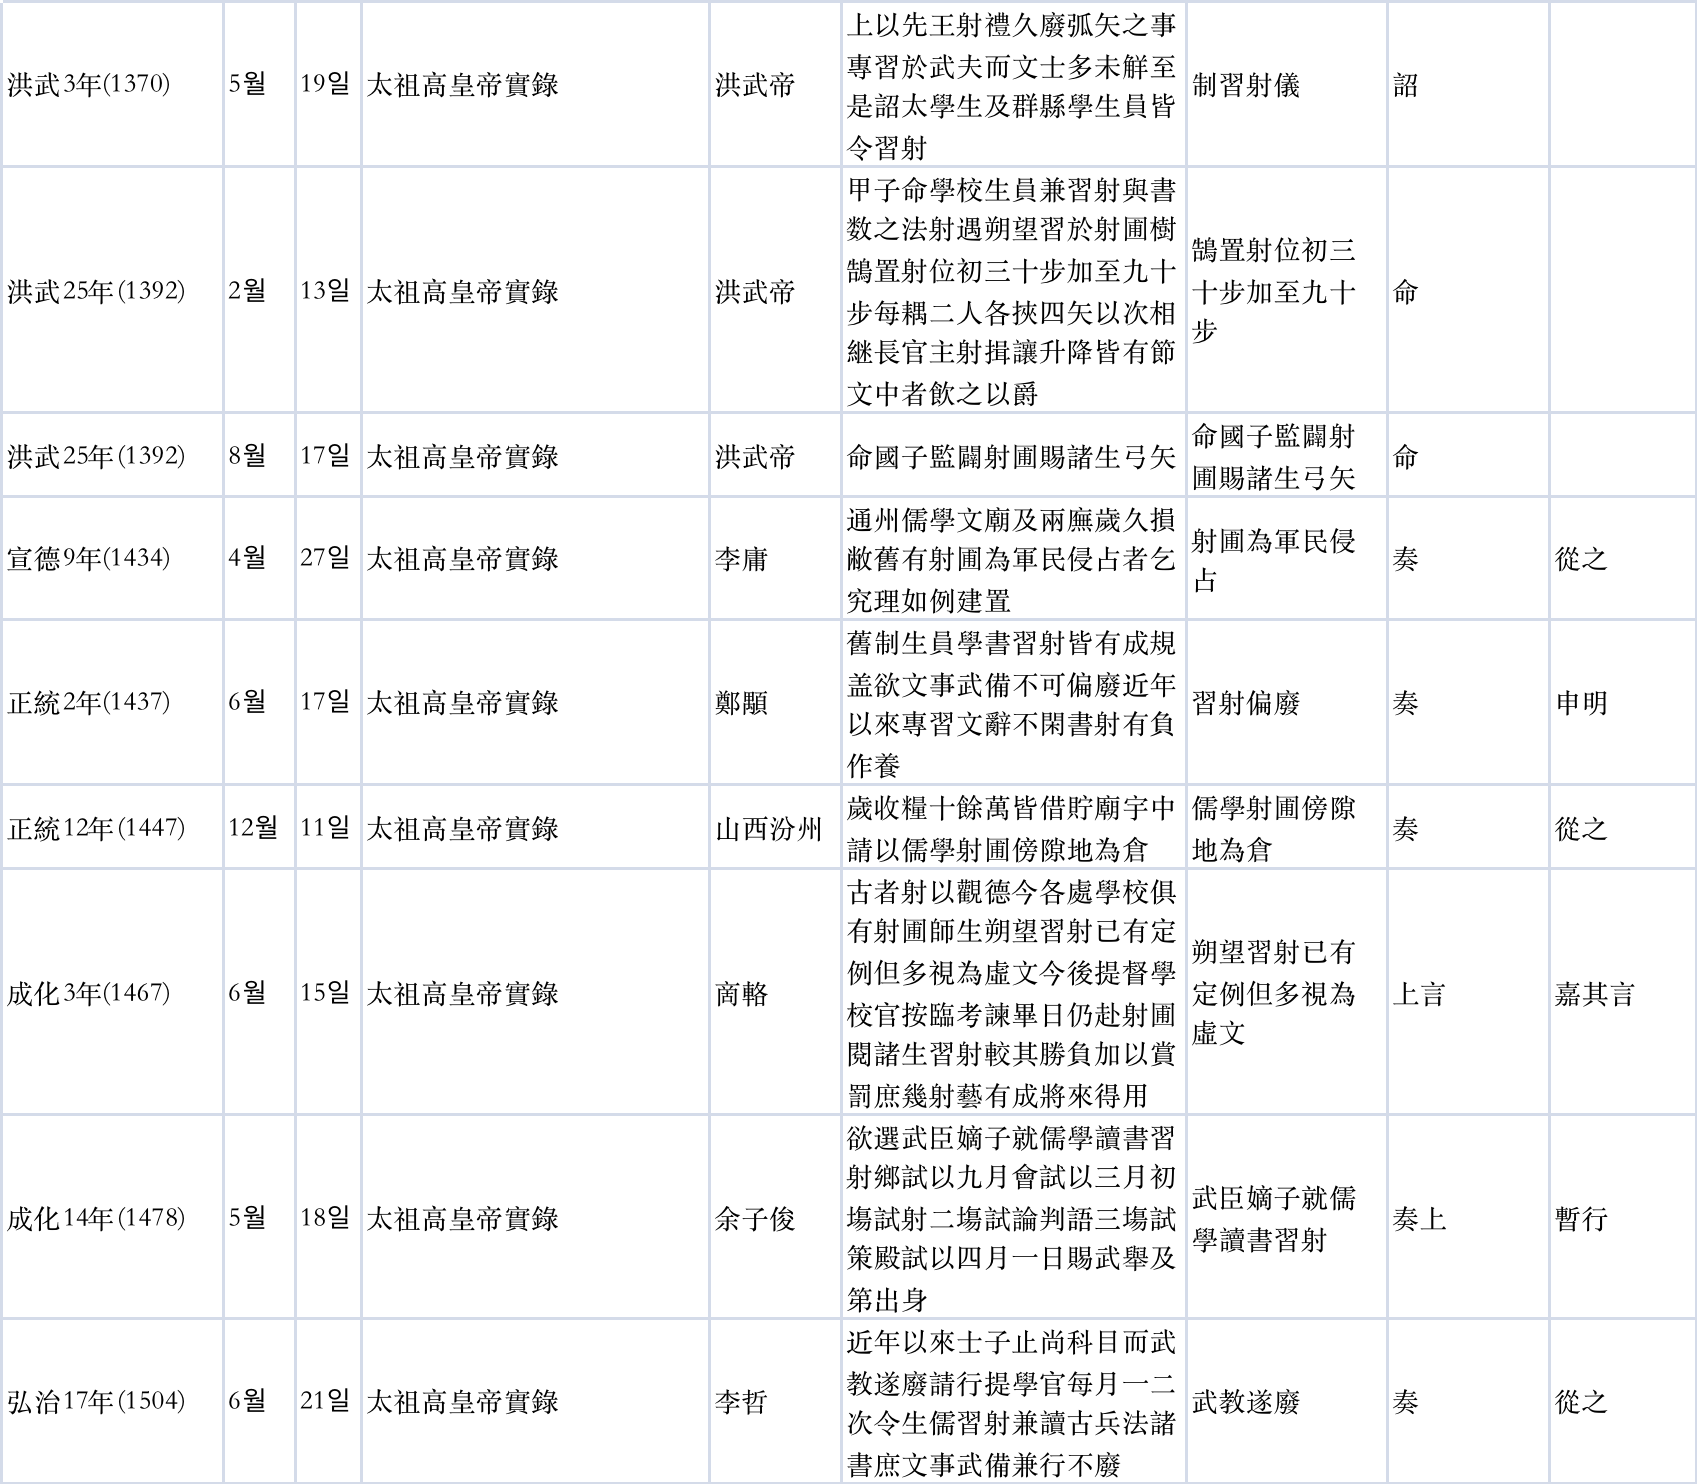 洪武3年(1370) 5월 19일 太祖高皇帝實錄 洪武帝
上以先王射禮久廢弧矢之事
專習於武夫而文士多未觧至
是詔太學生及群縣學生員皆
令習射
制習射儀 詔
洪武25年(1392) 2월 13일 太祖高皇帝實錄 洪武帝
甲子命學校生員兼習射與書
数之法射遇朔望習於射圃樹
鵠置射位初三十步加至九十
步每耦二人各挾四矢以次相
継長官主射揖讓升降皆有節
文中者飮之以爵
鵠置射位初三
十步加至九十
步
命
洪武25年(1392) 8월 17일 太祖高皇帝實錄 洪武帝
命國子監闢射圃賜諸生弓矢
命國子監闢射
圃賜諸生弓矢
命
宣德9年(1434) 4월 27일 太祖高皇帝實錄 李庸
通州儒學文廟及兩廡歲久損
敝舊有射圃為軍民侵占者乞
究理如例建置
射圃為軍民侵
占
奏 從之
正統2年(1437) 6월 17일 太祖高皇帝實錄 鄭顒
舊制生員學書習射皆有成規
盖欲文事武備不可偏廢近年
以來專習文辭不閑書射有負
作養
習射偏廢 奏 申明
正統12年(1447) 12월 11일 太祖高皇帝實錄 山西汾州
歲收糧十餘萬皆借貯廟宇中
請以儒學射圃傍隙地為倉
儒學射圃傍隙
地為倉
奏 從之
成化3年(1467) 6월 15일 太祖高皇帝實錄 商輅
古者射以觀德今各處學校俱
有射圃師生朔望習射已有定
例但多視為虛文今後提督學
校官按臨考諫畢日仍赴射圃
閱諸生習射較其勝負加以賞
罰庶幾射藝有成將來得用
朔望習射已有
定例但多視為
虛文
上言 嘉其言
成化14年(1478) 5월 18일 太祖高皇帝實錄 余子俊
欲選武臣嫡子就儒學讀書習
射鄉試以九月會試以三月初
塲試射二塲試論判語三塲試
策殿試以四月一日賜武舉及
第出身
武臣嫡子就儒
學讀書習射
奏上 暫行
弘治17年(1504) 6월 21일 太祖高皇帝實錄 李哲
近年以來士子止尚科目而武
教遂廢請行提學官每月一二
次令生儒習射兼讀古兵法諸
書庶文事武備兼行不廢
武教遂廢 奏 從之